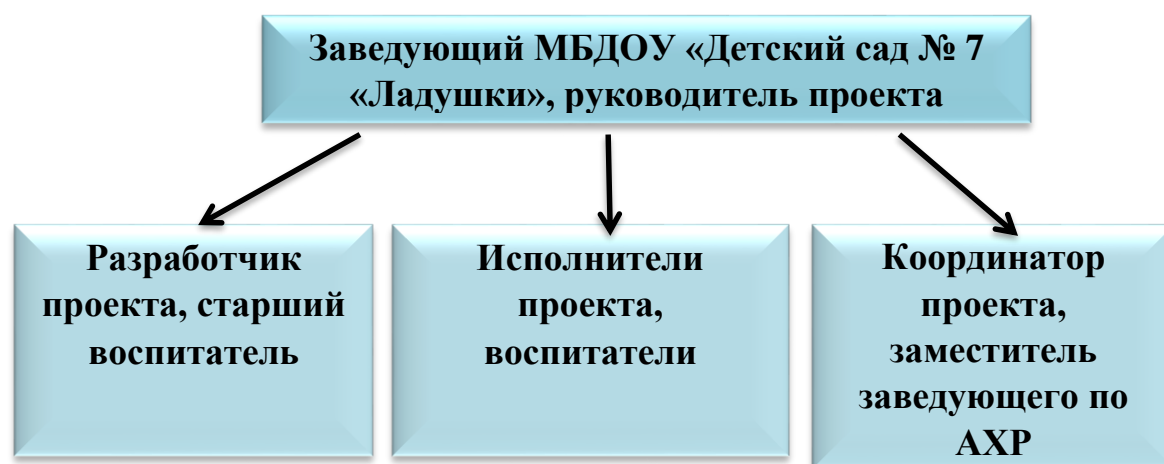 Заведующий МБДОУ «Детский сад № 7
«Ладушки», руководитель проекта
Разработчик
проекта, старший
воспитатель
Исполнители
проекта,
воспитатели
Координатор
проекта,
заместитель
заведующего по
АХР